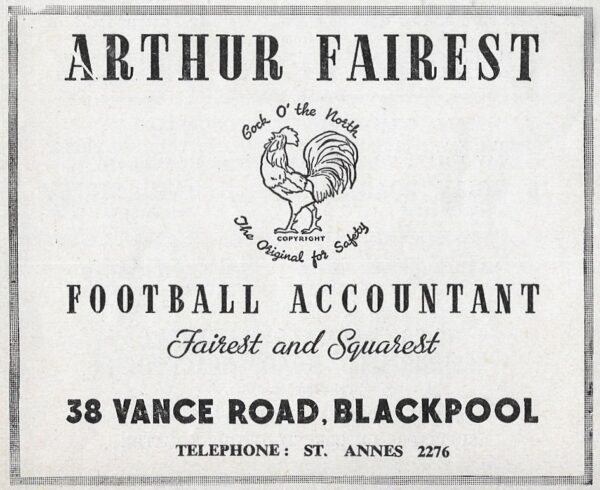 ARTHUR FAIREST
Cock O' the North
COPYRIGHT
The Original for Safety
FOOTBALL ACCOUNTANT
Fairest and Squarest
38 VANCE ROAD, BLACKPOOL
TELEPHONE: ST. ANNES 2276